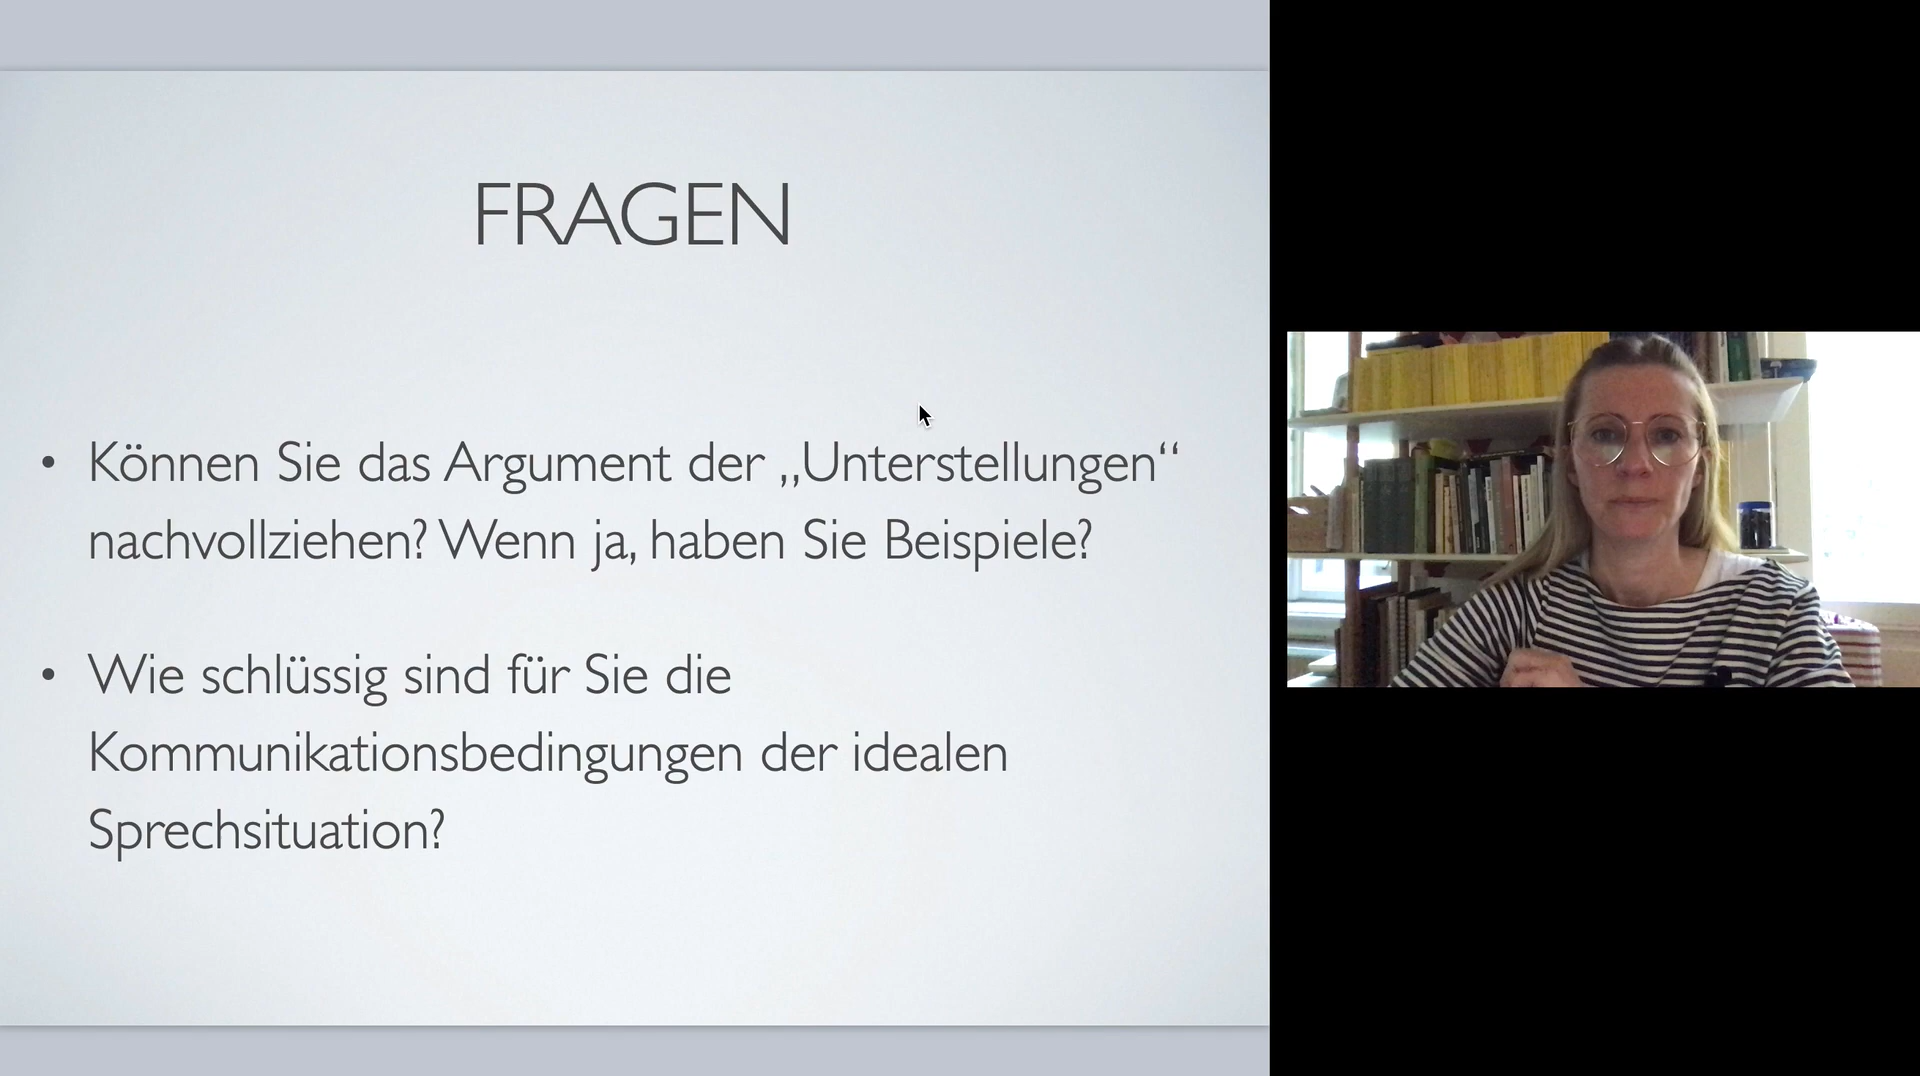 FRAGEN
• Können Sie das Argument der „Unterstellungen“
nachvollziehen? Wenn ja, haben Sie Beispiele?
• Wie schlüssig sind für Sie die
Kommunikationsbedingungen der idealen
Sprechsituation?